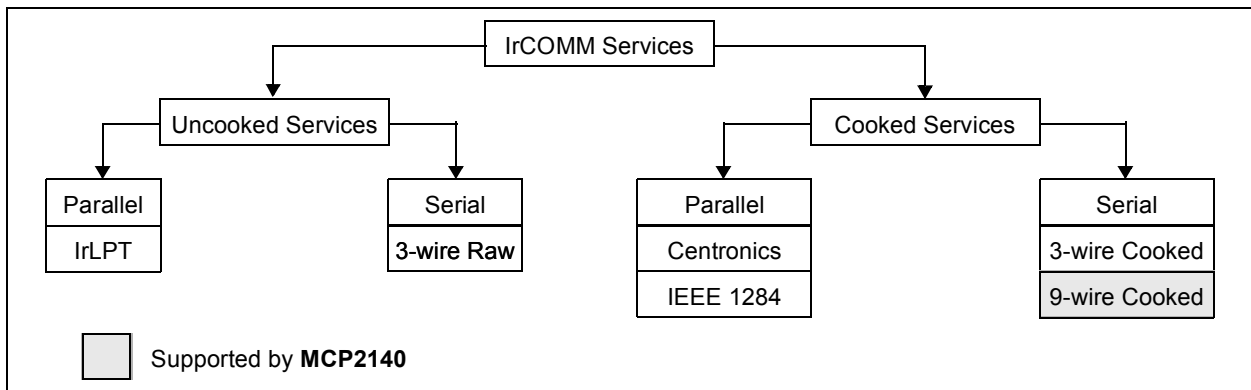 IrCOMM Services
Uncooked Services
Cooked Services
Parallel
IrLPT
Serial
3-wire Raw
Parallel
Centronics
IEEE 1284
Serial
3-wire Cooked
9-wire Cooked
Supported by MCP2140